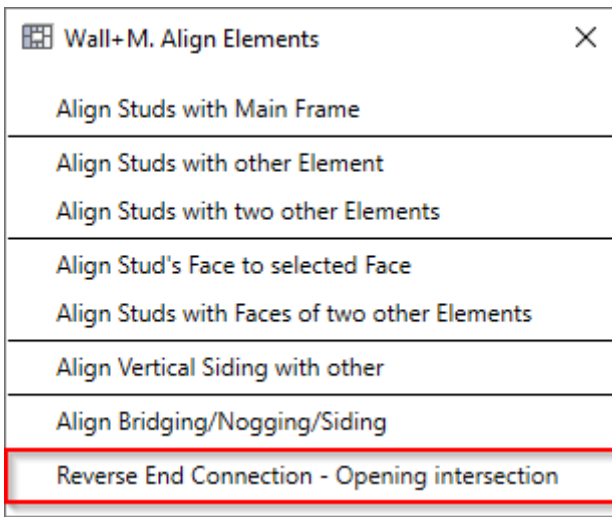 Wall+M. Align Elements
Align Studs with Main Frame
Align Studs with other Element
Align Studs with two other Elements
Align Stud's Face to selected Face
Align Studs with Faces of two other Elements
Align Vertical Siding with other
Align Bridging/Nogging/Siding
Reverse End Connection - Opening intersection